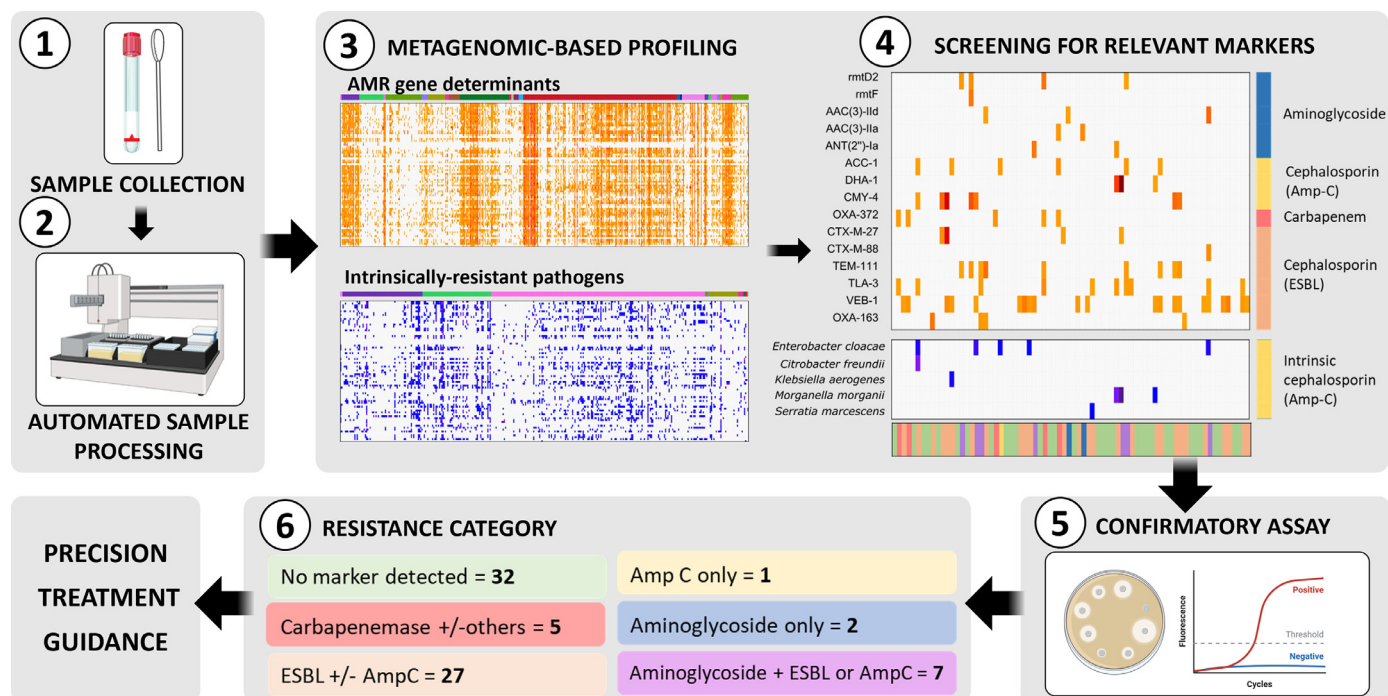 1
SAMPLE COLLECTION
2
AUTOMATED SAMPLE
PROCESSING
3
METAGENOMIC-BASED PROFILING
AMR gene determinants
Intrinsically-resistant pathogens
4
SCREENING FOR RELEVANT MARKERS
rmtD2
rmtF
AAC(3)-IId
AAC(3)-IIa
ANT(2")-Ia
ACC-1
DHA-1
CMY-4
OXA-372
CTX-M-27
CTX-M-88
TEM-111
TLA-3
VEB-1
OXA-163
Aminoglycoside
Cephalosporin
(Amp-C)
Carbapenem
Cephalosporin
(ESBL)
Enterobacter cloacae
Citrobacter freundii
Klebsiella aerogenes
Morganella morganii
Serratia marcescens
Intrinsic
cephalosporin
(Amp-C)
5
CONFIRMATORY ASSAY
Fluorescence
Positive
Threshold
Negative
Cycles
6
RESISTANCE CATEGORY
No marker detected = 32
Carbapenemase +/-others = 5
ESBL +/- AmpC = 27
Amp C only = 1
Aminoglycoside only = 2
Aminoglycoside + ESBL or AmpC = 7
PRECISION
TREATMENT
GUIDANCE